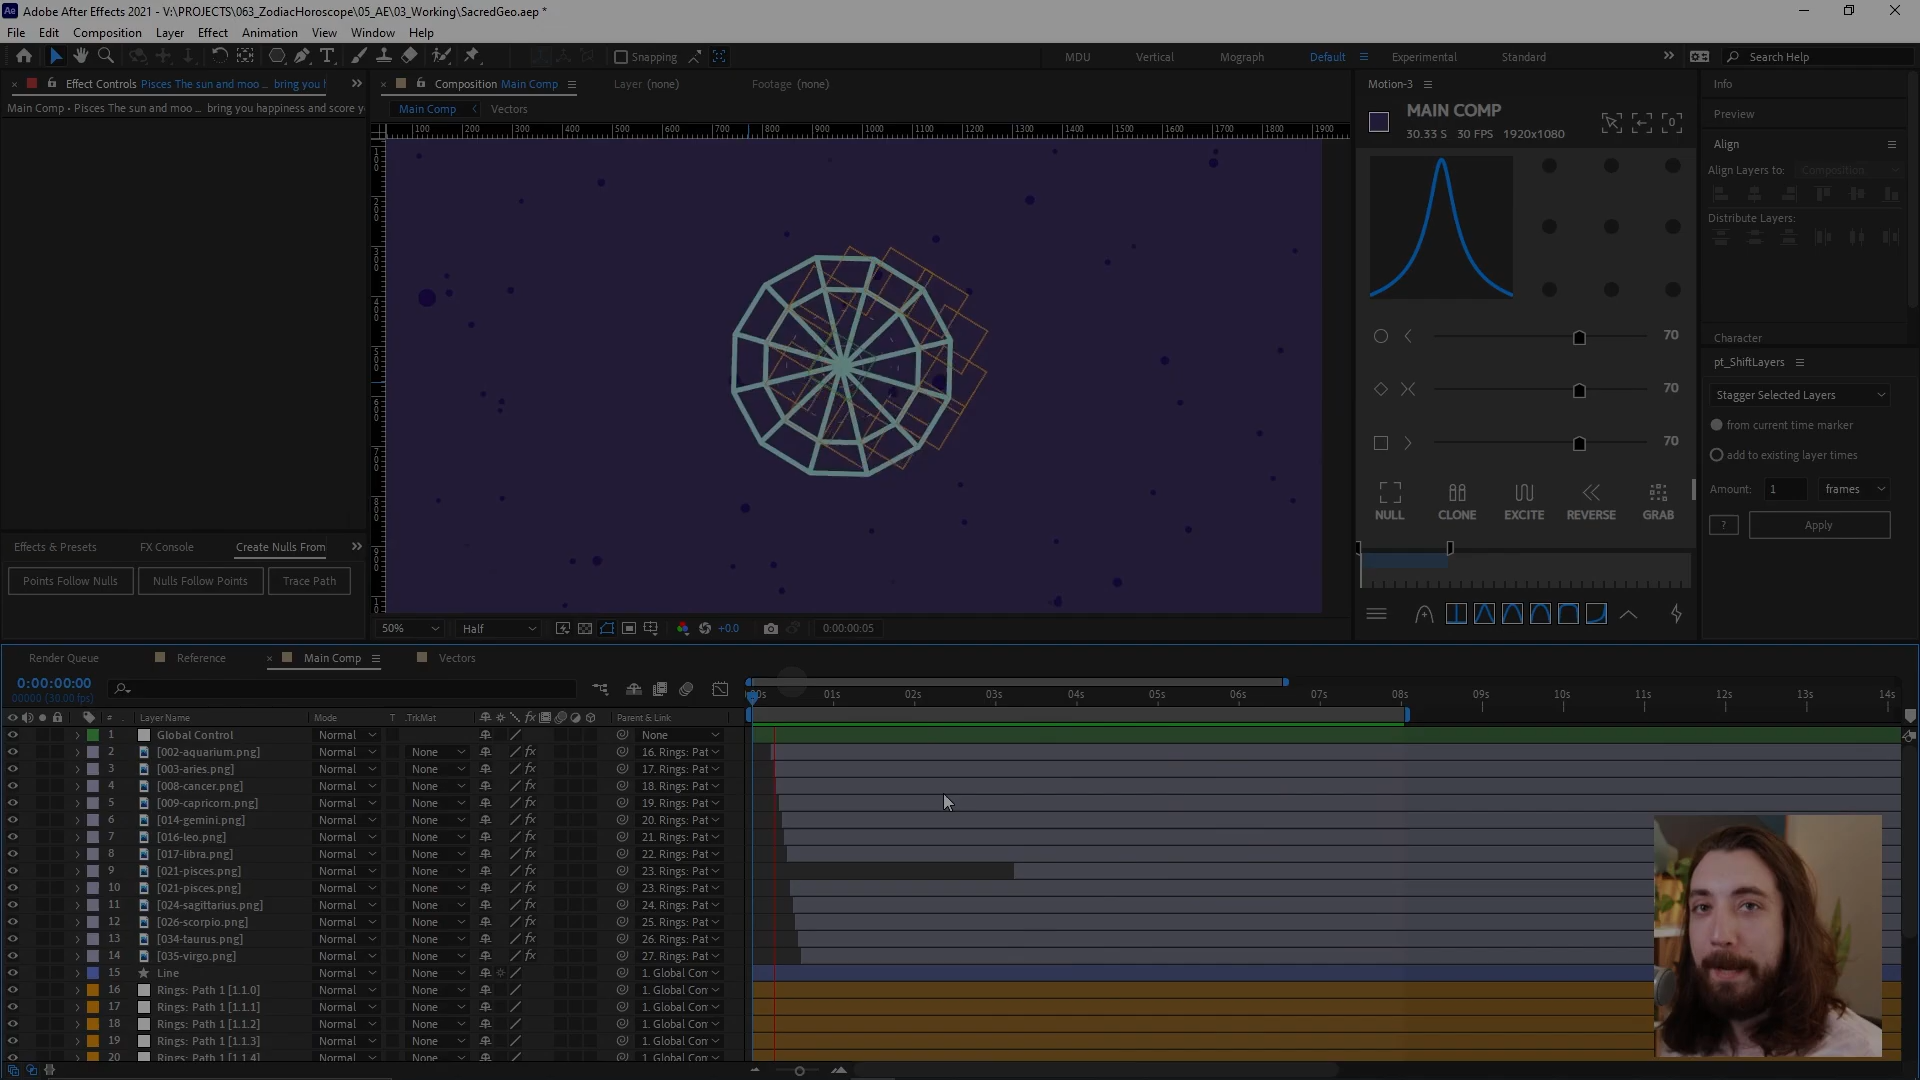 Adobe After Effects 2021 - V:\PROJECTS\063_ZodiacHoroscope\05_AE\03_Working\SacredGeo.aep *
File Edit Composition Layer Effect Animation View Window Help
Snapping MDU Vertical Mograph Default Experimental Standard Search Help
Effect Controls Pisces The sun and moo ... bring you h
Main Comp • Pisces The sun and moo ... bring you happiness and score y
Composition Main Comp Layer (none) Footage (none)
Main Comp Vectors
100 200 300 400 500 600 700 800 900 1000 1100 1200 1300 1400 1500 1600 1700 1800 1900
Motion-3
MAIN COMP
30.33 S 30 FPS 1920x1080
70
70
70
NULL CLONE EXCITE REVERSE GRAB
Info
Preview
Align
Align Layers to: Composition
Distribute Layers:
Character
pt_ShiftLayers
Stagger Selected Layers
from current time marker
add to existing layer times
Amount: 1 frames
? Apply
Effects & Presets FX Console Create Nulls From
Points Follow Nulls Nulls Follow Points Trace Path
50% Half +0.0 0:00:00:05
Render Queue Reference Main Comp Vectors
0:00:00:00
00000 (30.00 fps)
00s 01s 02s 03s 04s 05s 06s 07s 08s 09s 10s 11s 12s 13s 14s
# Layer Name Mode T .TrkMat fx Parent & Link
1 Global Control Normal None
2 [002-aquarium.png] Normal None fx 16. Rings: Pat
3 [003-aries.png] Normal None fx 17. Rings: Pat
4 [008-cancer.png] Normal None fx 18. Rings: Pat
5 [009-capricorn.png] Normal None fx 19. Rings: Pat
6 [014-gemini.png] Normal None fx 20. Rings: Pat
7 [016-leo.png] Normal None fx 21. Rings: Pat
8 [017-libra.png] Normal None fx 22. Rings: Pat
9 [021-pisces.png] Normal None fx 23. Rings: Pat
10 [021-pisces.png] Normal None fx 23. Rings: Pat
11 [024-sagittarius.png] Normal None fx 24. Rings: Pat
12 [026-scorpio.png] Normal None fx 25. Rings: Pat
13 [034-taurus.png] Normal None fx 26. Rings: Pat
14 [035-virgo.png] Normal None fx 27. Rings: Pat
15 Line Normal None 1. Global Con
16 Rings: Path 1 [1.1.0] Normal None 1. Global Con
17 Rings: Path 1 [1.1.1] Normal None 1. Global Con
18 Rings: Path 1 [1.1.2] Normal None 1. Global Con
19 Rings: Path 1 [1.1.3] Normal None 1. Global Con
20 Rings: Path 1 [1.1.4] Normal None 1. Global Con